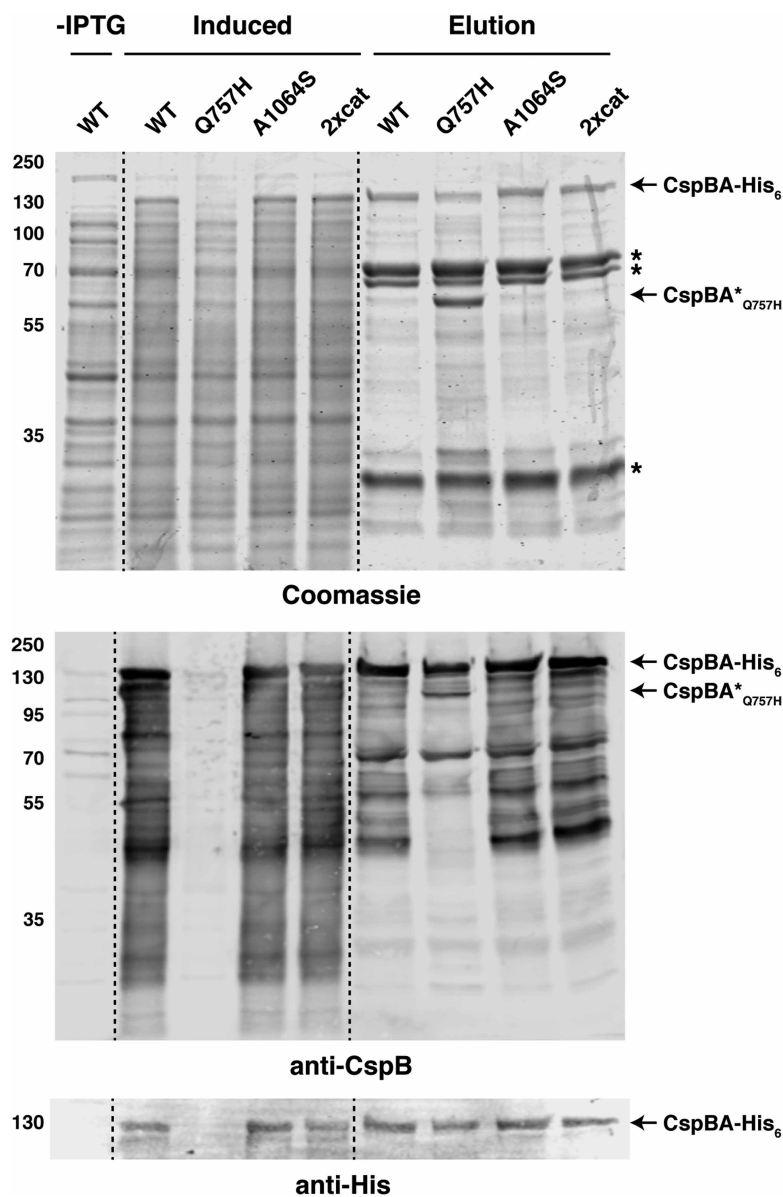 -IPTG Induced Elution
WT WT Q757H A1064S 2xcat WT Q757H A1064S 2xcat
250
130
100
70
55
35
CspBA-His6
*
*
CspBA*Q757H
*
Coomassie
250
130
95
70
55
35
CspBA-His6
CspBA*Q757H
anti-CspB
130
CspBA-His6
anti-His